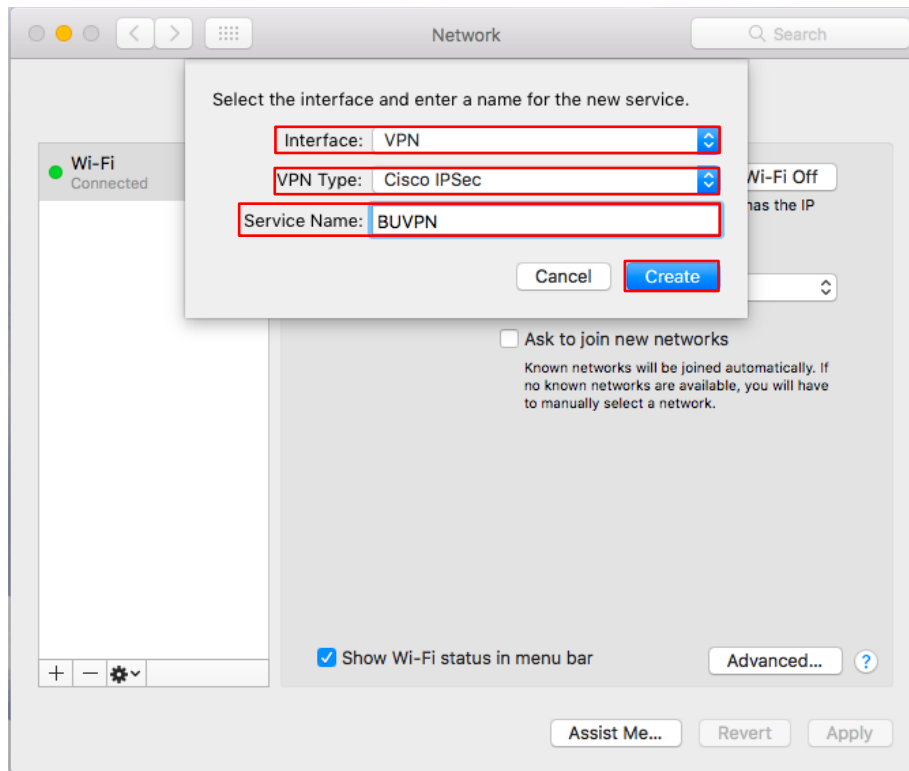 Network
Search
Select the interface and enter a name for the new service.
Interface: VPN
VPN Type: Cisco IPSec
Service Name: BUVPN
Cancel
Create
Wi-Fi
Connected
Wi-Fi Off
has the IP
Ask to join new networks
Known networks will be joined automatically. If
no known networks are available, you will have
to manually select a network.
Show Wi-Fi status in menu bar
Advanced...
?
Assist Me...
Revert
Apply